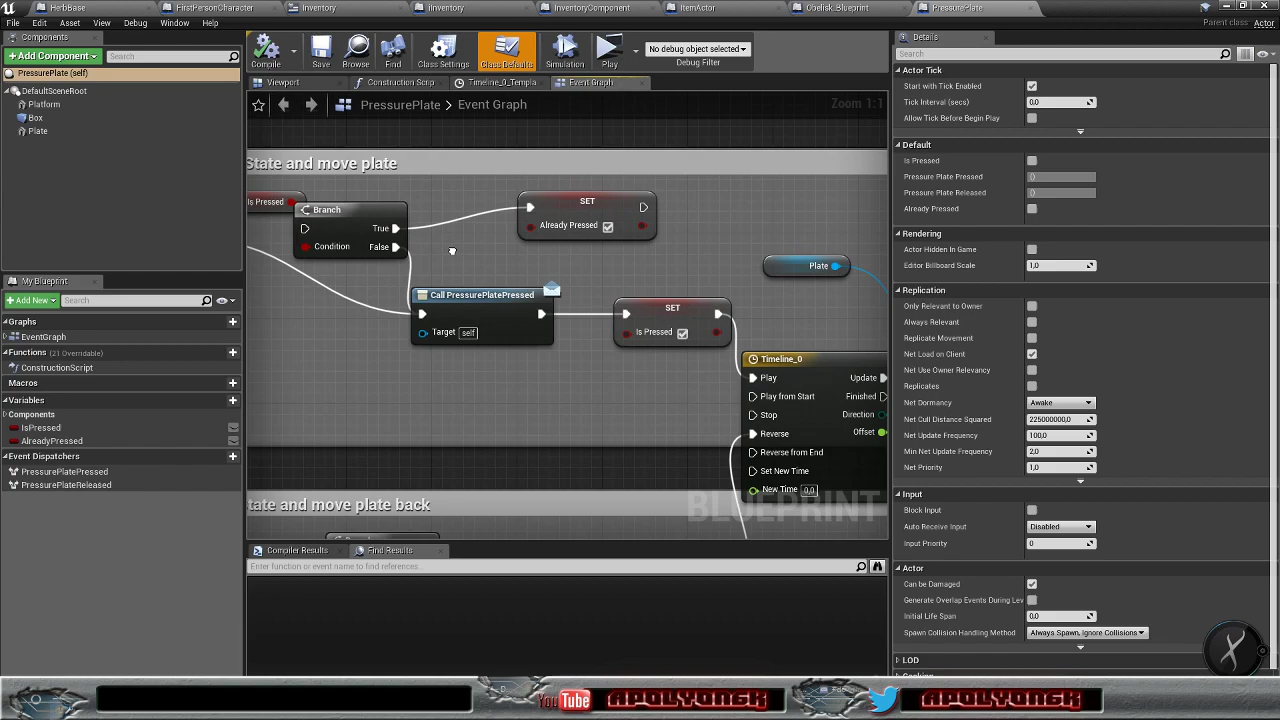 HerbBase
FirstPersonCharacter
Inventory
iInventory
InventoryComponent
ItemActor
Obelisk_Blueprint
PressurePlate
File
Edit
Asset
View
Debug
Window
Help
Parent class:
Actor
Components
+ Add Component
Search
PressurePlate (self)
DefaultSceneRoot
Platform
Box
Plate
My Blueprint
+ Add New
Search
Graphs
EventGraph
Functions (21 Overridable)
ConstructionScript
Macros
Variables
Components
IsPressed
AlreadyPressed
Event Dispatchers
PressurePlatePressed
PressurePlateReleased
Compile
Save
Browse
Find
Class Settings
Class Defaults
Simulation
Play
No debug object selected
Debug Filter
Viewport
Construction Scrip
Timeline_0_Templa
Event Graph
PressurePlate > Event Graph
Zoom 1:1
State and move plate
Is Pressed
Branch
True
Condition
False
SET
Already Pressed
Plate
Call PressurePlatePressed
Target
self
SET
Is Pressed
Timeline_0
Play
Update
Play from Start
Finished
Stop
Direction
Reverse
Offset
Reverse from End
Set New Time
New Time
0,0
tate and move plate back
BLUEPRINT
Compiler Results
Find Results
Enter function or event name to find references...
Details
Search
Actor Tick
Start with Tick Enabled
Tick Interval (secs)
0,0
Allow Tick Before Begin Play
Default
Is Pressed
Pressure Plate Pressed
()
Pressure Plate Released
()
Already Pressed
Rendering
Actor Hidden In Game
Editor Billboard Scale
1,0
Replication
Only Relevant to Owner
Always Relevant
Replicate Movement
Net Load on Client
Net Use Owner Relevancy
Replicates
Net Dormancy
Awake
Net Cull Distance Squared
225000000,0
Net Update Frequency
100,0
Min Net Update Frequency
2,0
Net Priority
1,0
Input
Block Input
Auto Receive Input
Disabled
Input Priority
0
Actor
Can be Damaged
Generate Overlap Events During Lev
Initial Life Span
0,0
Spawn Collision Handling Method
Always Spawn, Ignore Collisions
LOD
YouTube
APOLYONGK
APOLYONGK